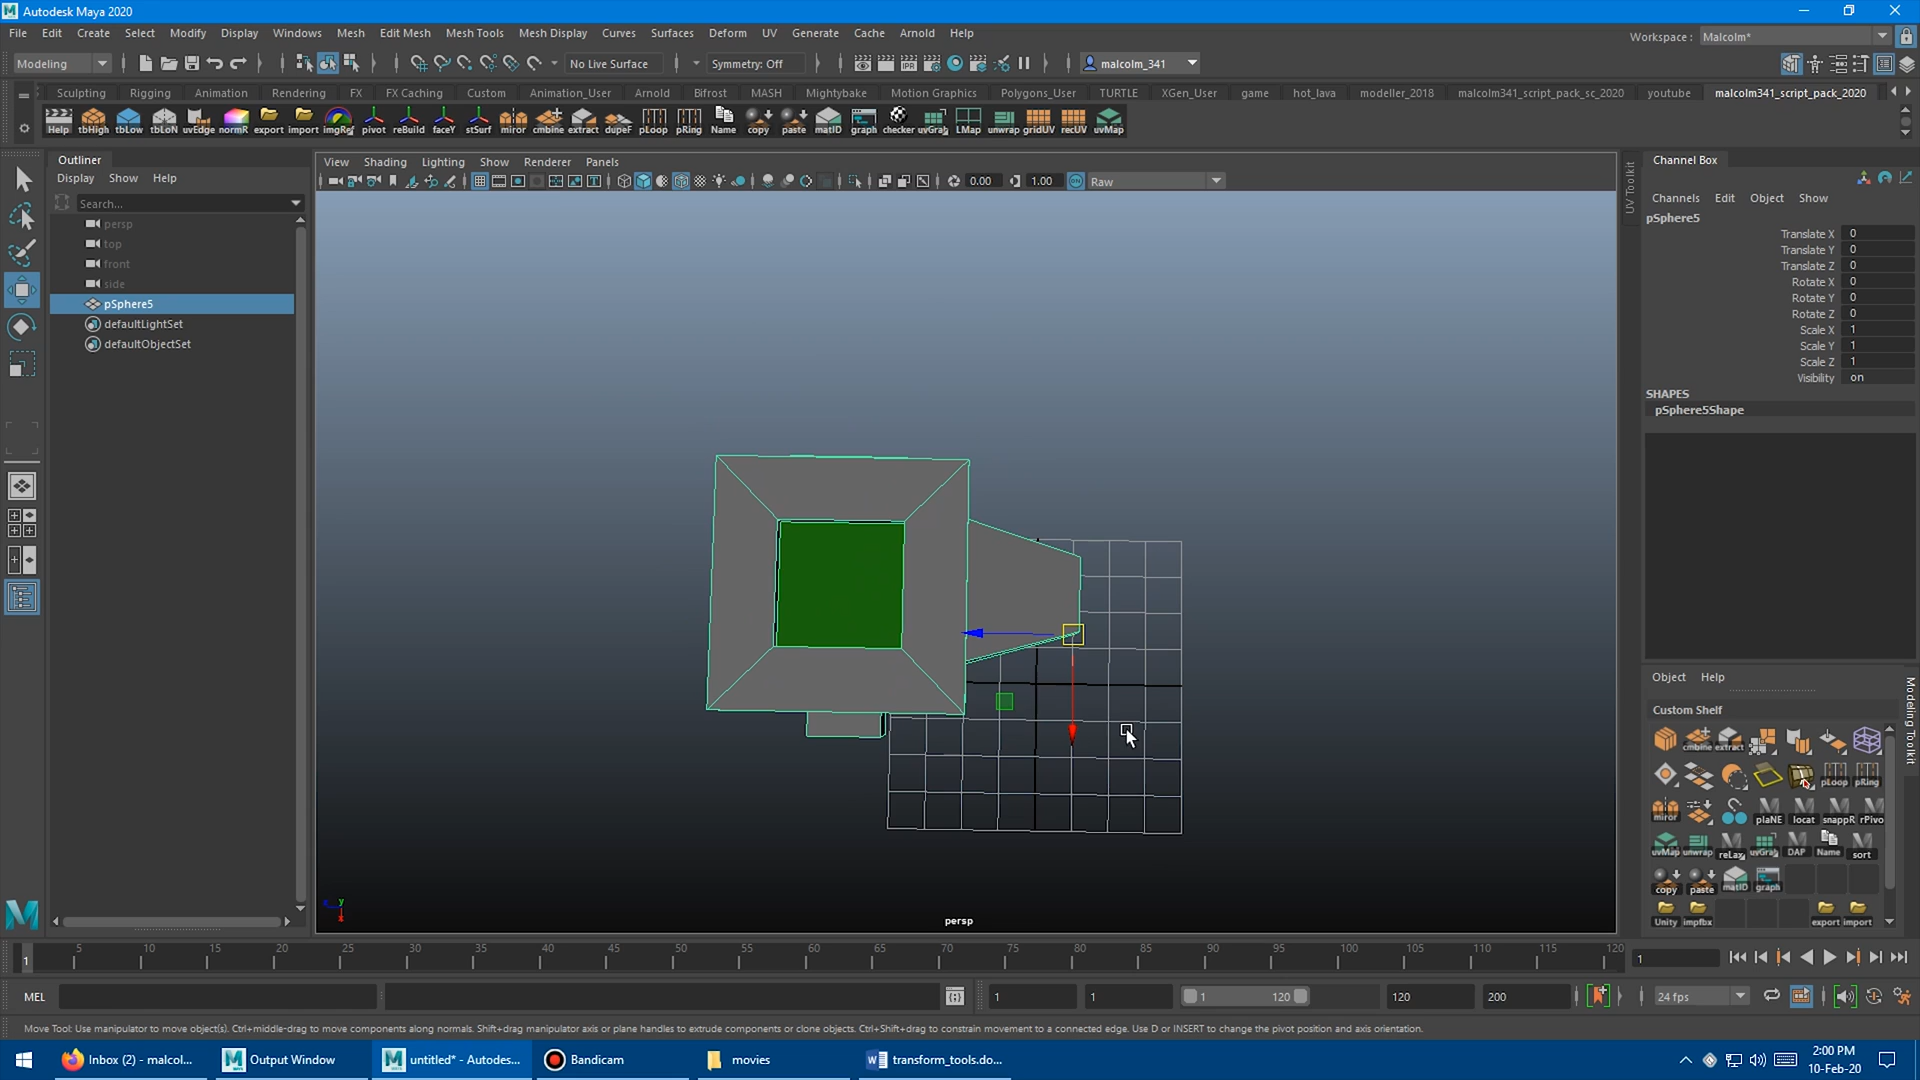 Autodesk Maya 2020
File Edit Create Select Modify Display Windows Mesh Edit Mesh Mesh Tools Mesh Display Curves Surfaces Deform UV Generate Cache Arnold Help
Workspace : Malcolm*
Modeling No Live Surface Symmetry: Off malcolm_341
Sculpting Rigging Animation Rendering FX FX Caching Custom Animation_User Arnold Bifrost MASH Mightybake Motion Graphics Polygons_User TURTLE XGen_User game hot_lava modeller_2018 malcolm341_script_pack_sc_2020 youtube malcolm341_script_pack_2020
Help tbHigh tbLow tbLoN uvEdge normR export import imgRef pivot reBuild faceY stSurf miror cmbine extract dupeF pLoop pRing Name copy paste matID graph checker uvGrab LMap unwrap gridUV recUV uvMap
Outliner
Display Show Help
Search...
persp
top
front
side
pSphere5
defaultLightSet
defaultObjectSet
View Shading Lighting Show Renderer Panels
IPR
0.00 1.00 Raw
persp
y
UV Toolkit
Channel Box
Channels Edit Object Show
pSphere5
Translate X 0
Translate Y 0
Translate Z 0
Rotate X 0
Rotate Y 0
Rotate Z 0
Scale X 1
Scale Y 1
Scale Z 1
Visibility on
SHAPES
pSphere5Shape
Modeling Toolkit
Object Help
Custom Shelf
cmbine extract
pLoop pRing
miror plaNE locat snappR rPivo
uvMap unwrap reLax uvGrab DAP Name sort
copy paste matID graph
Unity impfbx export import
5 10 15 20 25 30 35 40 45 50 55 60 65 70 75 80 85 90 95 100 105 110 115 120
1 1
MEL 1 1 1 120 120 200 24 fps
Move Tool: Use manipulator to move object(s). Ctrl+middle-drag to move components along normals. Shift+drag manipulator axis or plane handles to extrude components or clone objects. Ctrl+Shift+drag to constrain movement to a connected edge. Use D or INSERT to change the pivot position and axis orientation.
Inbox (2) - malcol... Output Window untitled* - Autodes... Bandicam movies transform_tools.do...
2:00 PM
10-Feb-20